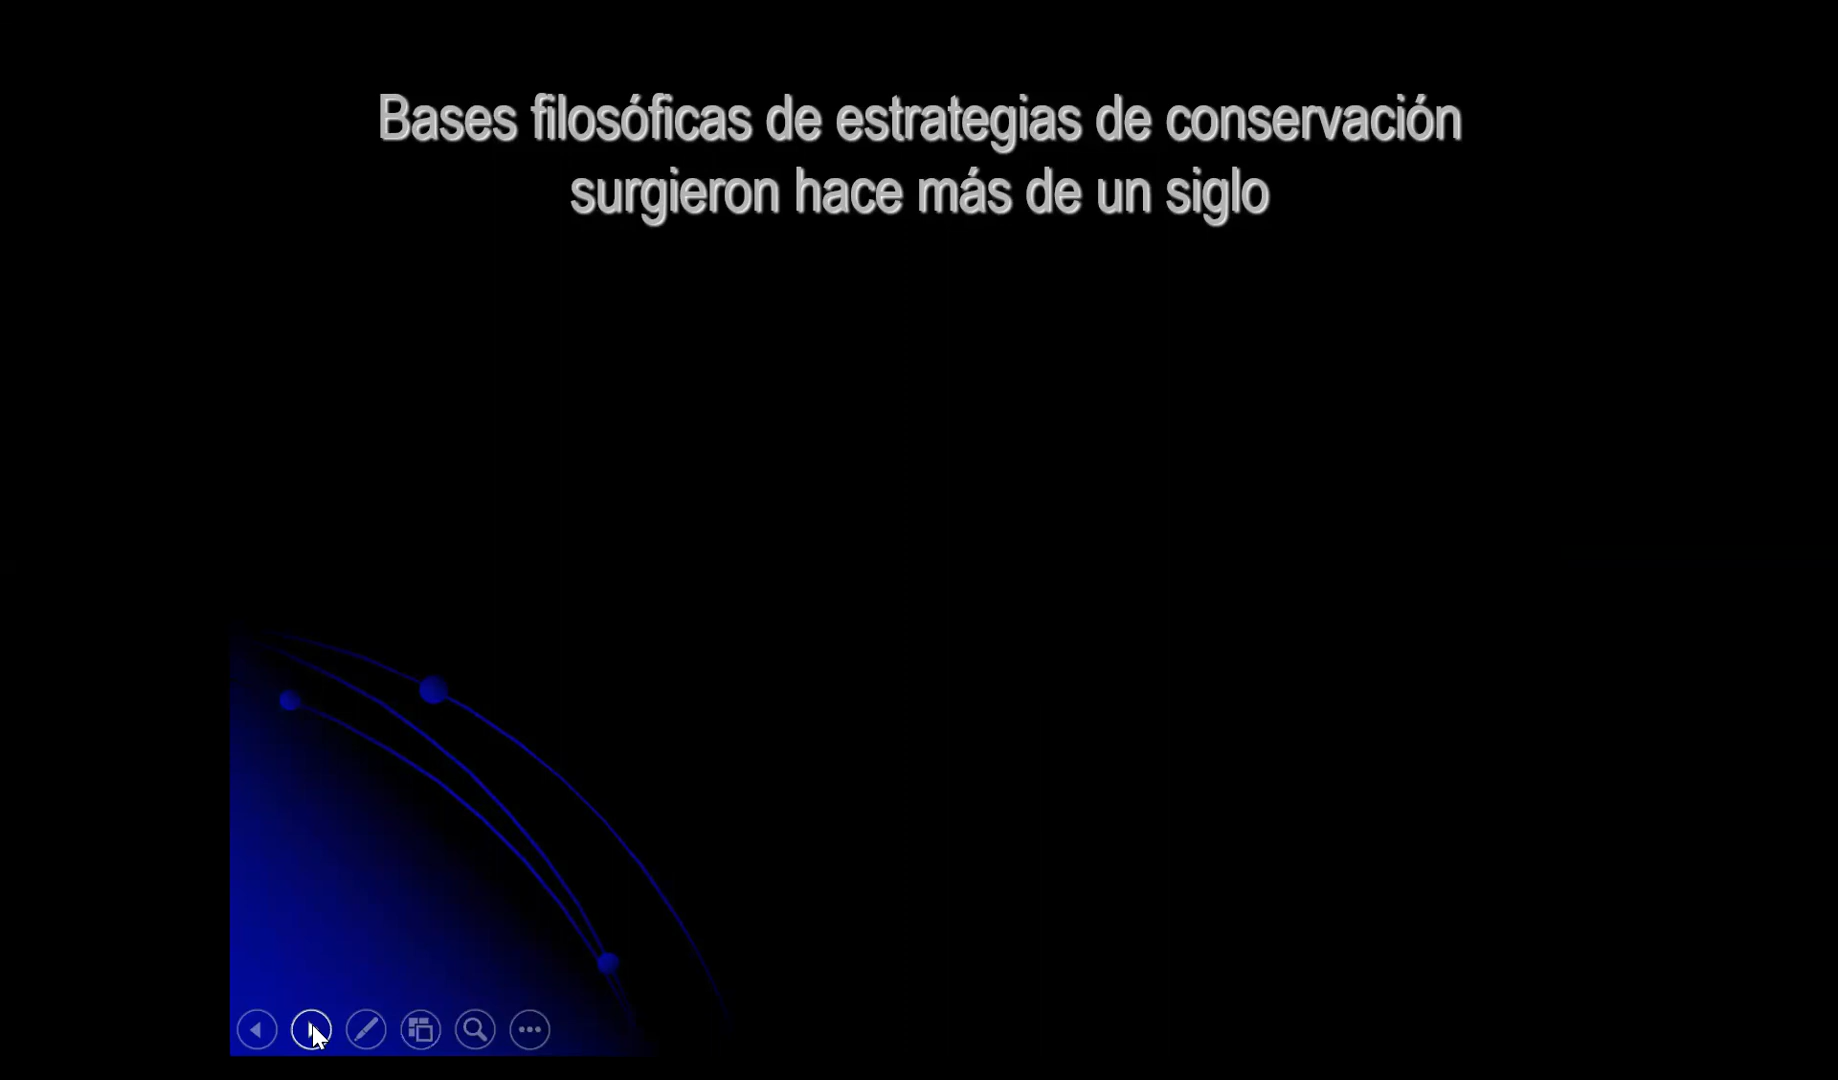 Bases filosóficas de estrategias de conservación
surgieron hace más de un siglo